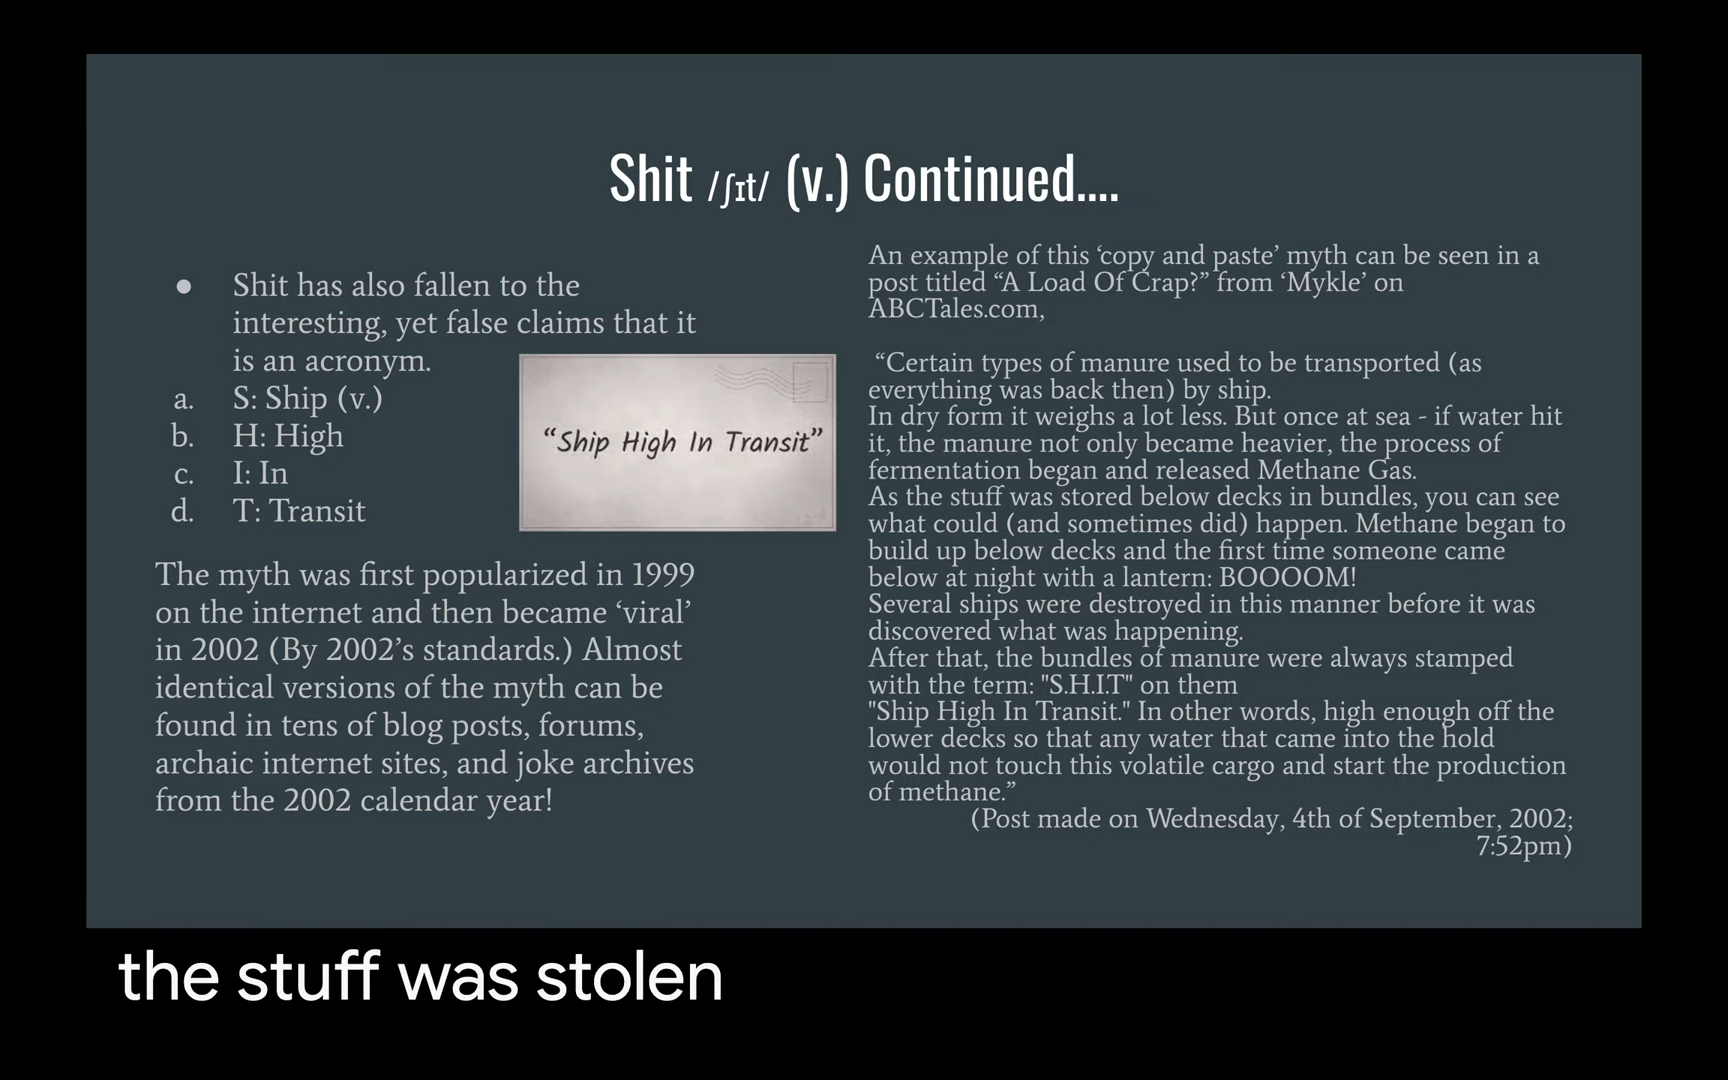 Shit /ʃɪt/ (v.) Continued....
● Shit has also fallen to the
interesting, yet false claims that it
is an acronym.
a. S: Ship (v.)
b. H: High
c. I: In
d. T: Transit
“Ship High In Transit”
The myth was first popularized in 1999
on the internet and then became ‘viral’
in 2002 (By 2002’s standards.) Almost
identical versions of the myth can be
found in tens of blog posts, forums,
archaic internet sites, and joke archives
from the 2002 calendar year!
An example of this ‘copy and paste’ myth can be seen in a
post titled “A Load Of Crap?” from ‘Mykle’ on
ABCTales.com,
“Certain types of manure used to be transported (as
everything was back then) by ship.
In dry form it weighs a lot less. But once at sea - if water hit
it, the manure not only became heavier, the process of
fermentation began and released Methane Gas.
As the stuff was stored below decks in bundles, you can see
what could (and sometimes did) happen. Methane began to
build up below decks and the first time someone came
below at night with a lantern: BOOOOM!
Several ships were destroyed in this manner before it was
discovered what was happening.
After that, the bundles of manure were always stamped
with the term: "S.H.I.T" on them
"Ship High In Transit." In other words, high enough off the
lower decks so that any water that came into the hold
would not touch this volatile cargo and start the production
of methane.”
(Post made on Wednesday, 4th of September, 2002;
7:52pm)
the stuff was stolen